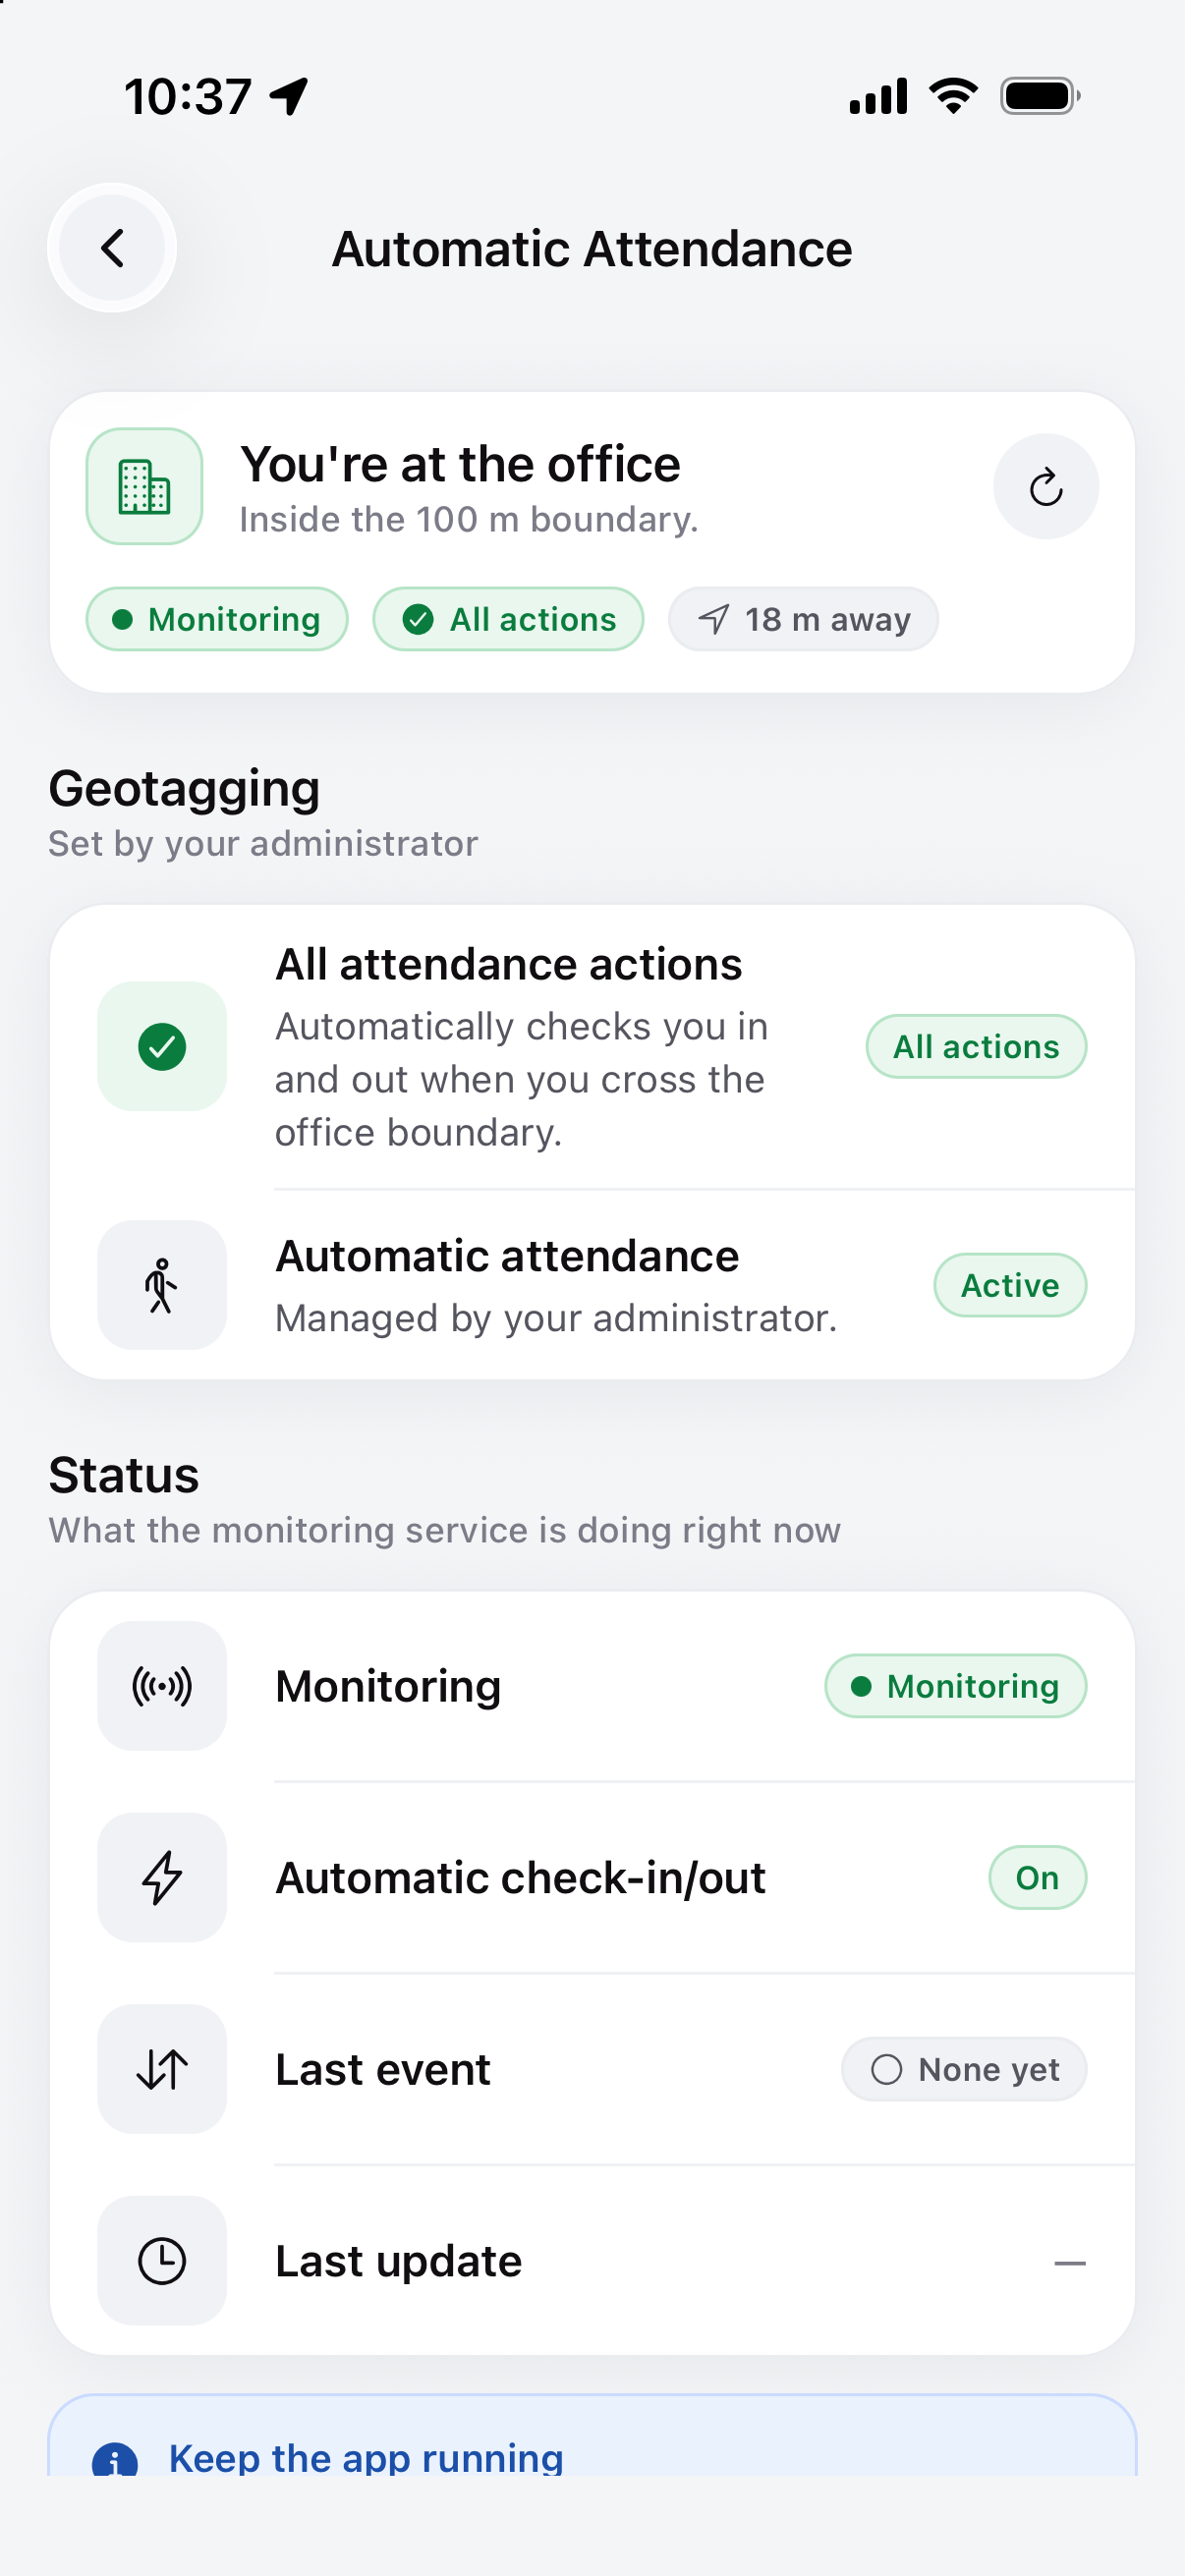 10:37
Automatic Attendance
You're at the office
Inside the 100 m boundary.
Monitoring
All actions
18 m away
Geotagging
Set by your administrator
All attendance actions
Automatically checks you in
and out when you cross the
office boundary.
All actions
Automatic attendance
Managed by your administrator.
Active
Status
What the monitoring service is doing right now
Monitoring
Monitoring
Automatic check-in/out
On
Last event
None yet
Last update
—
Keep the app running